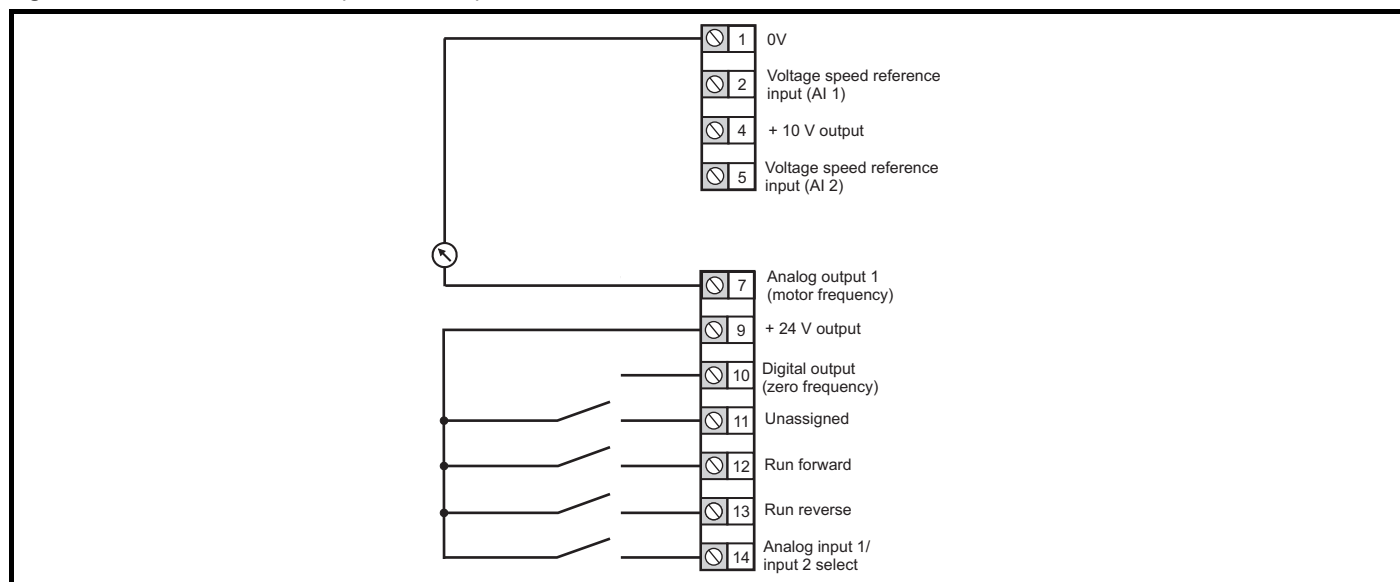 1 0V
2 Voltage speed reference
input (AI 1)
4 + 10 V output
5 Voltage speed reference
input (AI 2)
7 Analog output 1
(motor frequency)
9 + 24 V output
10 Digital output
(zero frequency)
11 Unassigned
12 Run forward
13 Run reverse
14 Analog input 1/
input 2 select